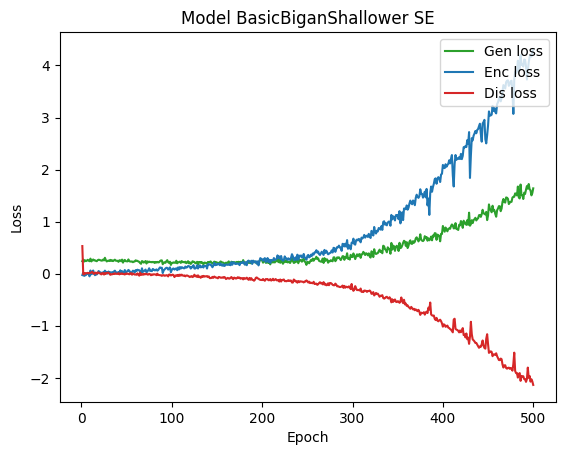 Model BasicBiganShallower SE
Gen loss
Enc loss
Dis loss
Loss
4
3
2
1
0
−1
−2
0 100 200 300 400 500
Epoch